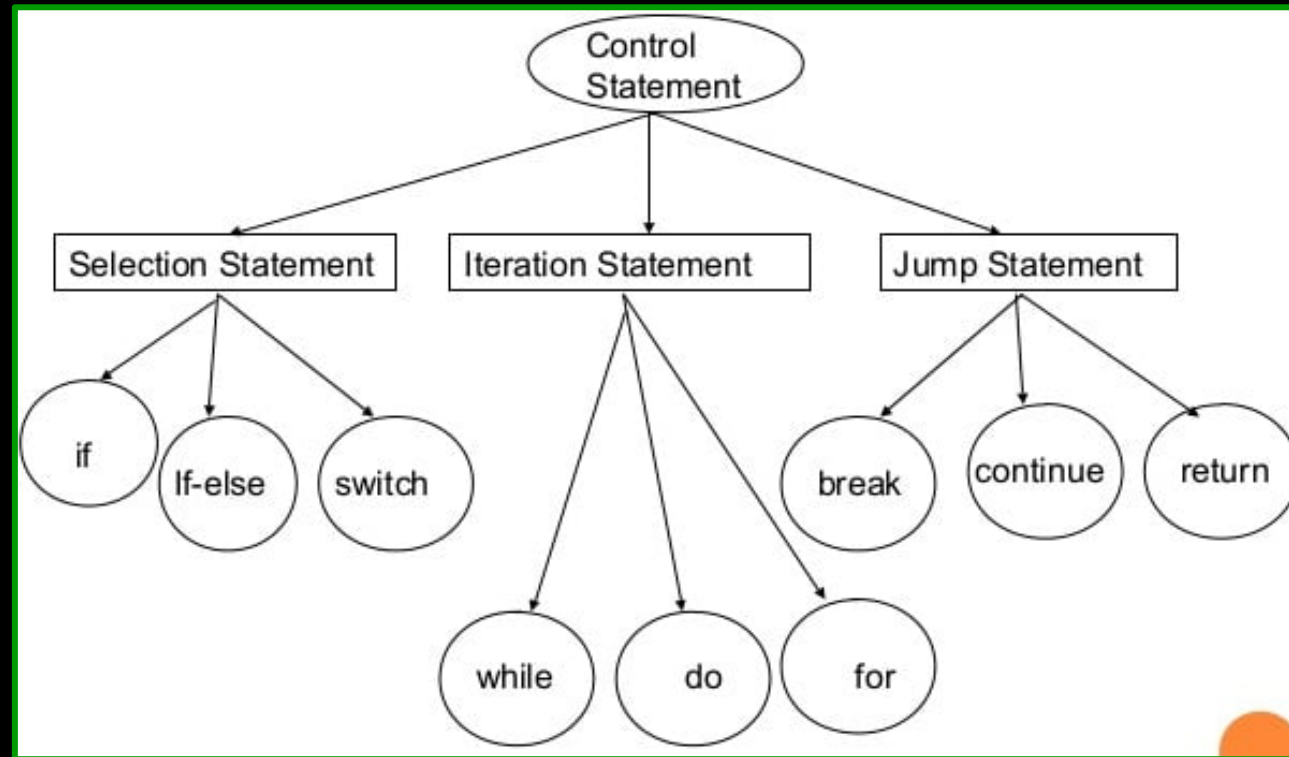 Control
Statement
Selection Statement
Iteration Statement
Jump Statement
if
If-else
switch
break
continue
return
while
do
for